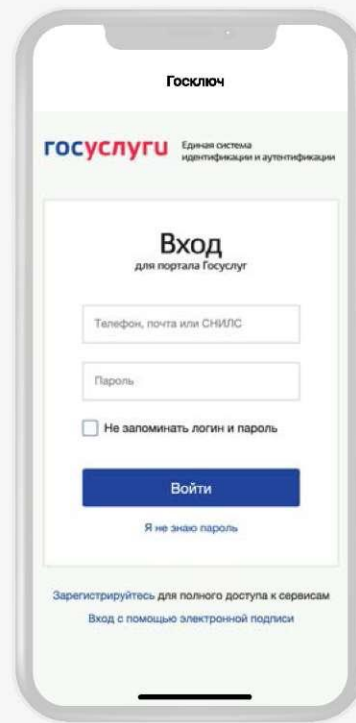 Госключ
госуслуги
Единая система
идентификации и аутентификации
Вход
для портала Госуслуг
Телефон, почта или СНИЛС
Пароль
Не запоминать логин и пароль
Войти
Я не знаю пароль
Зарегистрируйтесь для полного доступа к сервисам
Вход с помощью электронной подписи